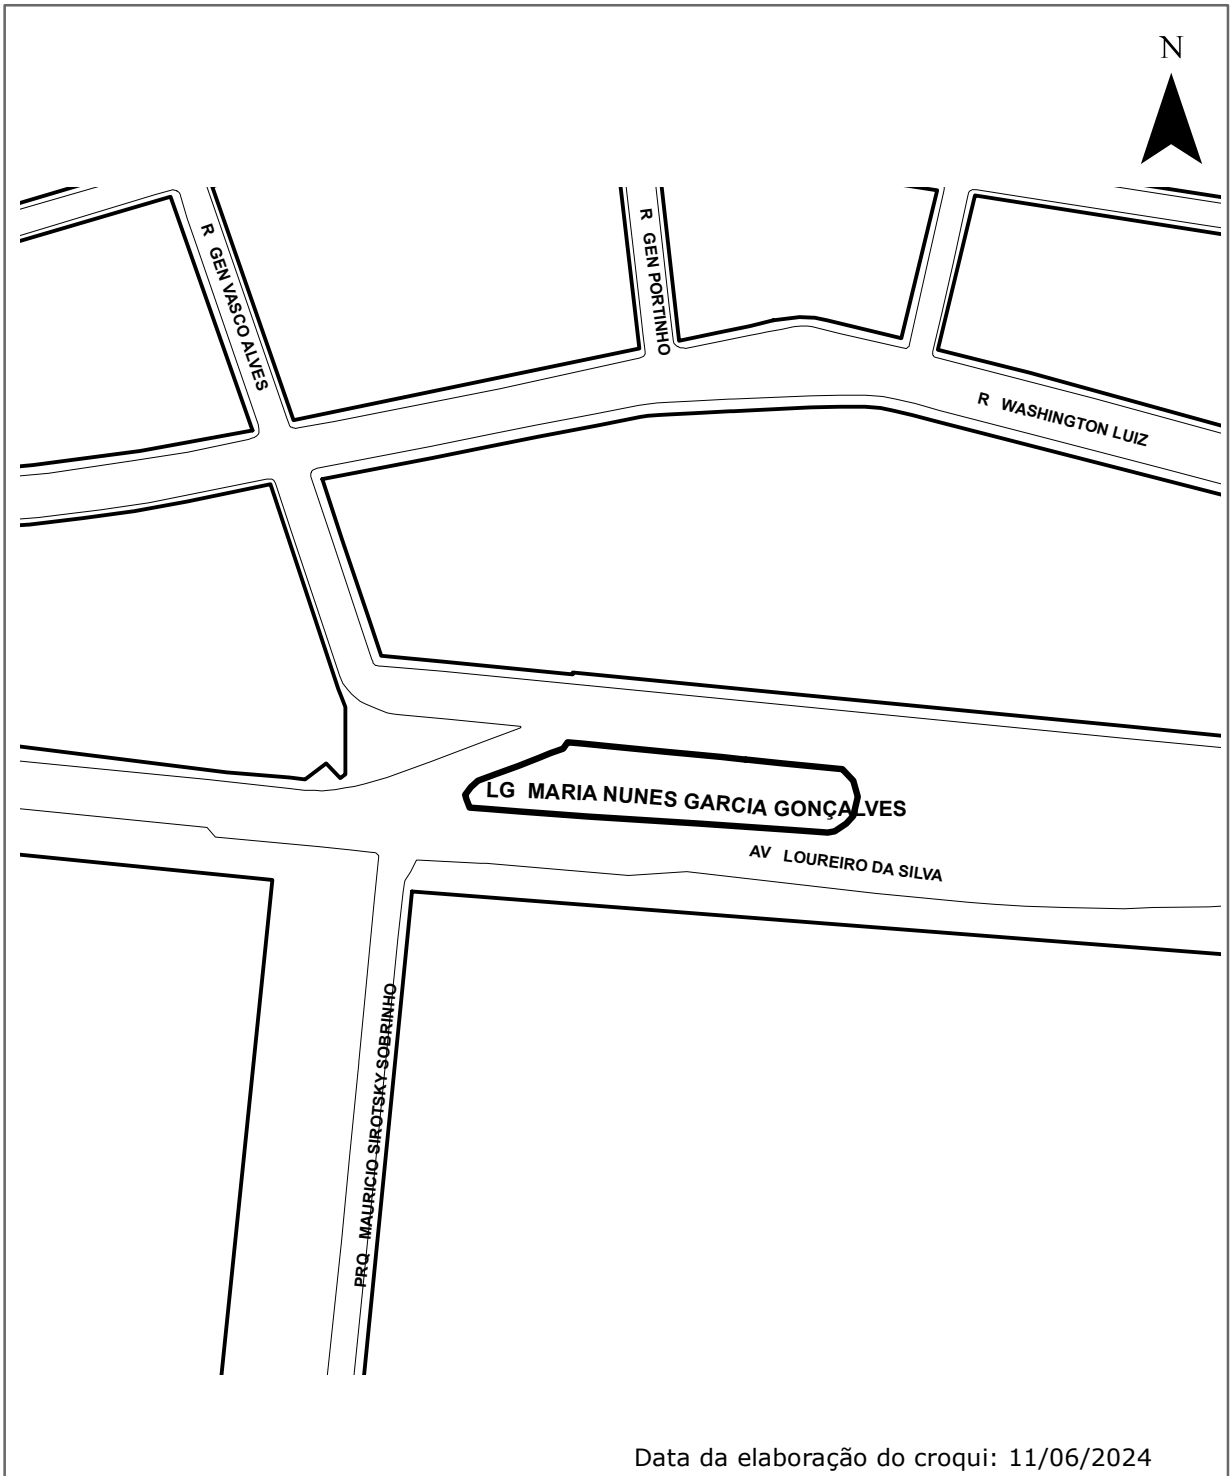 N
R GEN VASCO ALVES
R GEN PORTINHO
R WASHINGTON LUIZ
LG MARIA NUNES GARCIA GONÇALVES
AV LOUREIRO DA SILVA
PRQ MAURICIO SIROTSKY SOBRINHO
Data da elaboração do croqui: 11/06/2024